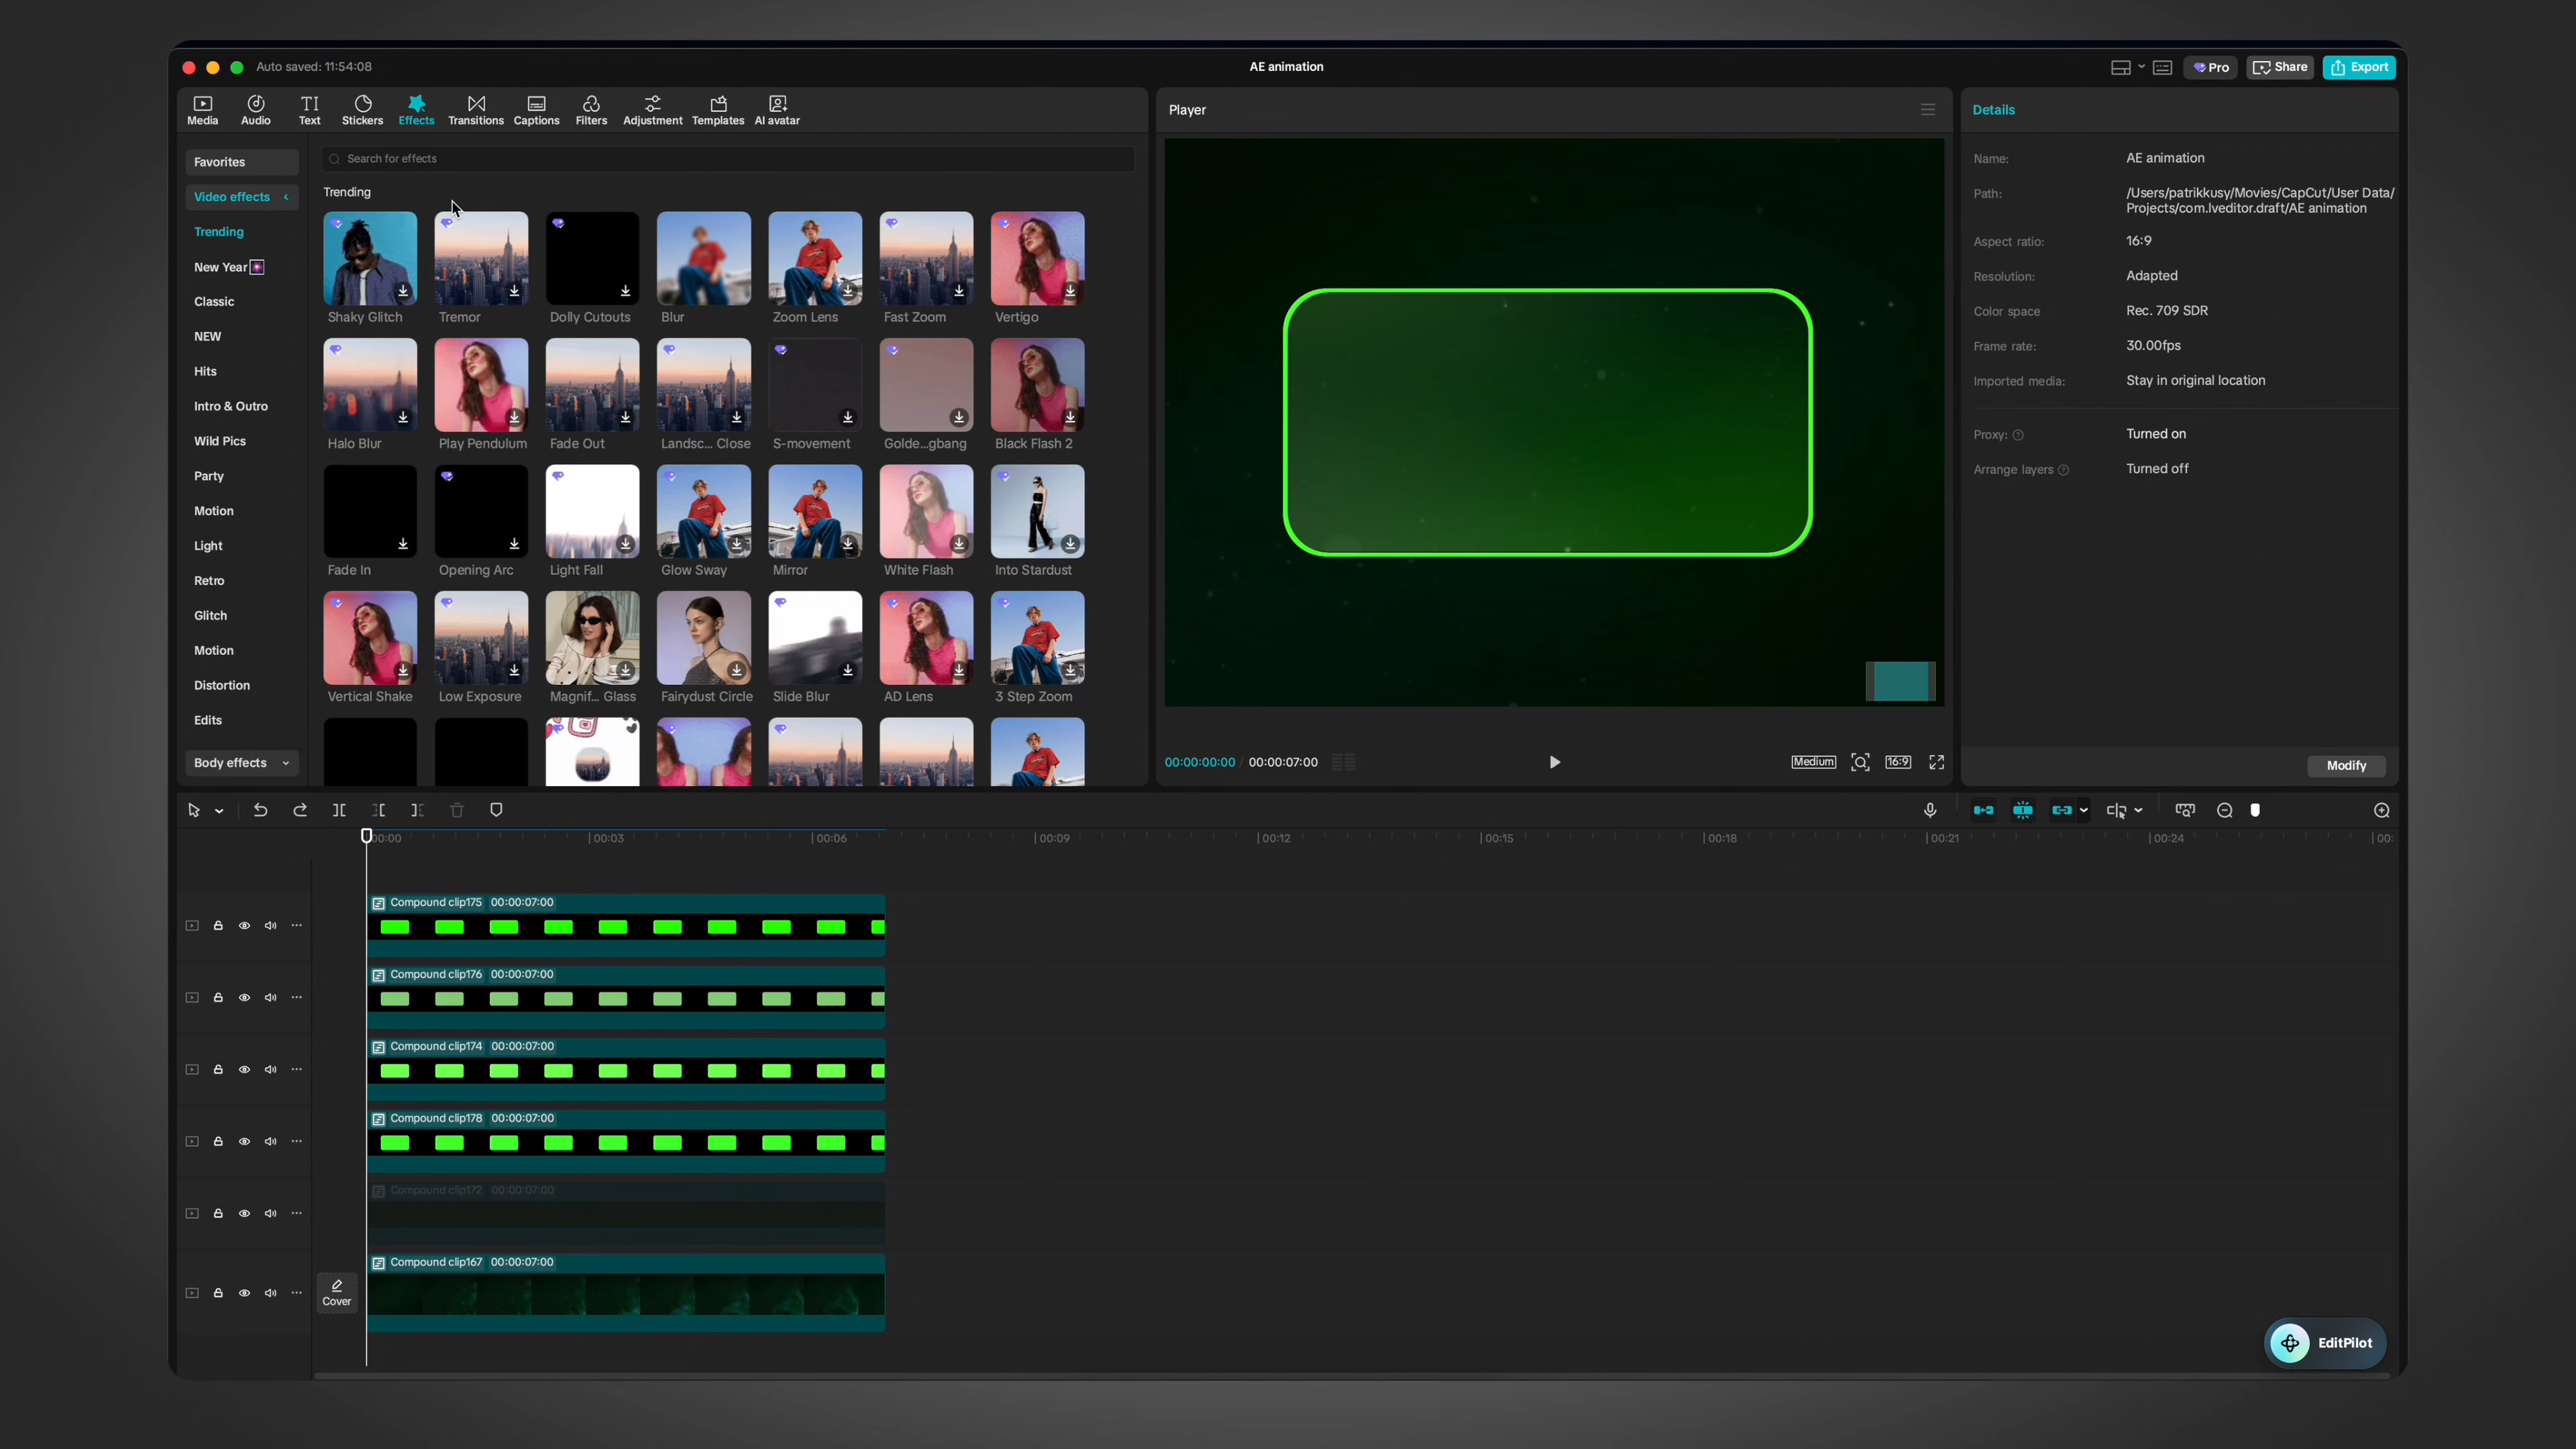 Auto saved: 11:54:08
AE animation
Pro
Share
Export
Media
Audio
TI
Text
Stickers
Effects
Transitions
Captions
Filters
Adjustment
Templates
AI avatar
Player
Details
Favorites
Video effects
Trending
New Year
Classic
NEW
Hits
Intro & Outro
Wild Pics
Party
Motion
Light
Retro
Glitch
Motion
Distortion
Edits
Body effects
Search for effects
Trending
Shaky Glitch
Tremor
Dolly Cutouts
Blur
Zoom Lens
Fast Zoom
Vertigo
Halo Blur
Play Pendulum
Fade Out
Landsc... Close
S-movement
Golde...gbang
Black Flash 2
Fade In
Opening Arc
Light Fall
Glow Sway
Mirror
White Flash
Into Stardust
Vertical Shake
Low Exposure
Magnif... Glass
Fairydust Circle
Slide Blur
AD Lens
3 Step Zoom
00:00:00:00 / 00:00:07:00
Medium
16:9
Name: AE animation
Path: /Users/patrikkusy/Movies/CapCut/User Data/
Projects/com.lveditor.draft/AE animation
Aspect ratio: 16:9
Resolution: Adapted
Color space Rec. 709 SDR
Frame rate: 30.00fps
Imported media: Stay in original location
Proxy: Turned on
Arrange layers Turned off
Modify
00:00
00:03
00:06
00:09
00:12
00:15
00:18
00:21
00:24
00:
Compound clip175 00:00:07:00
Compound clip176 00:00:07:00
Compound clip174 00:00:07:00
Compound clip178 00:00:07:00
Compound clip172 00:00:07:00
Compound clip167 00:00:07:00
Cover
EditPilot